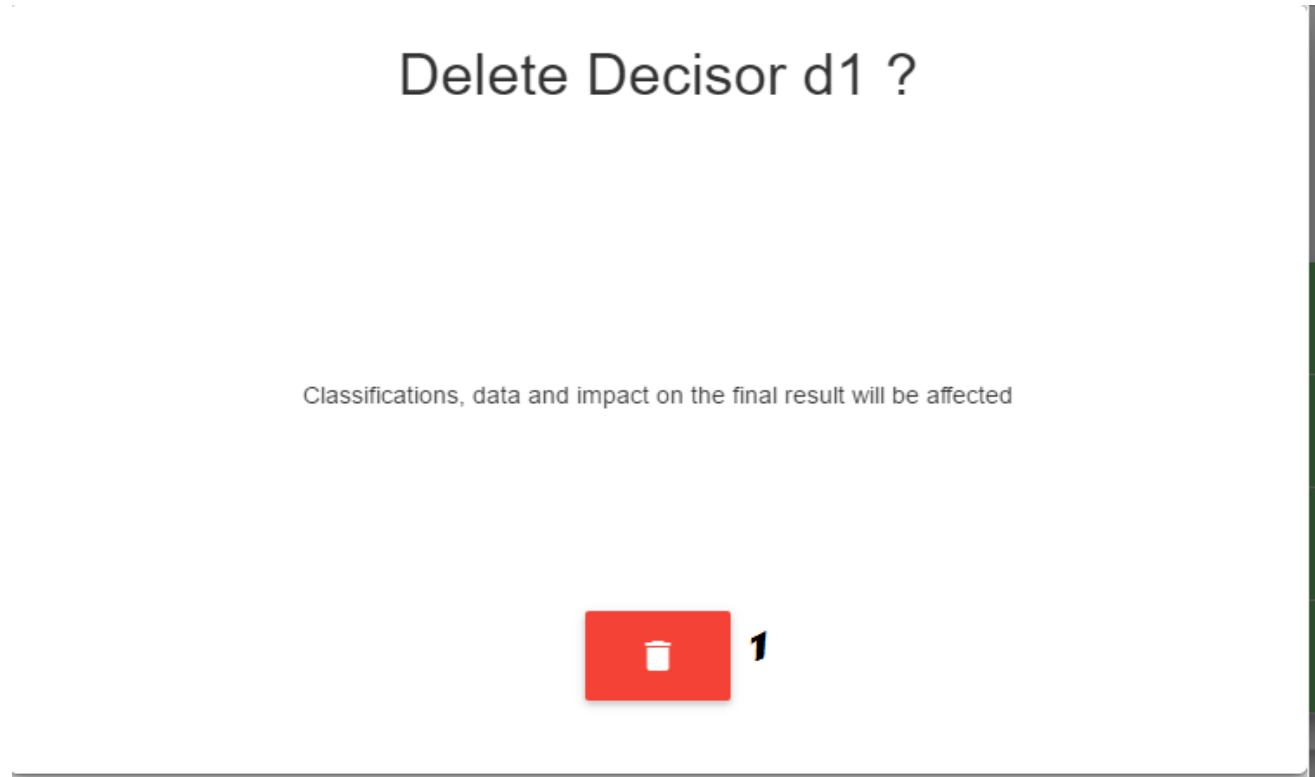 Delete Decisor d1 ?
Classifications, data and impact on the final result will be affected
1